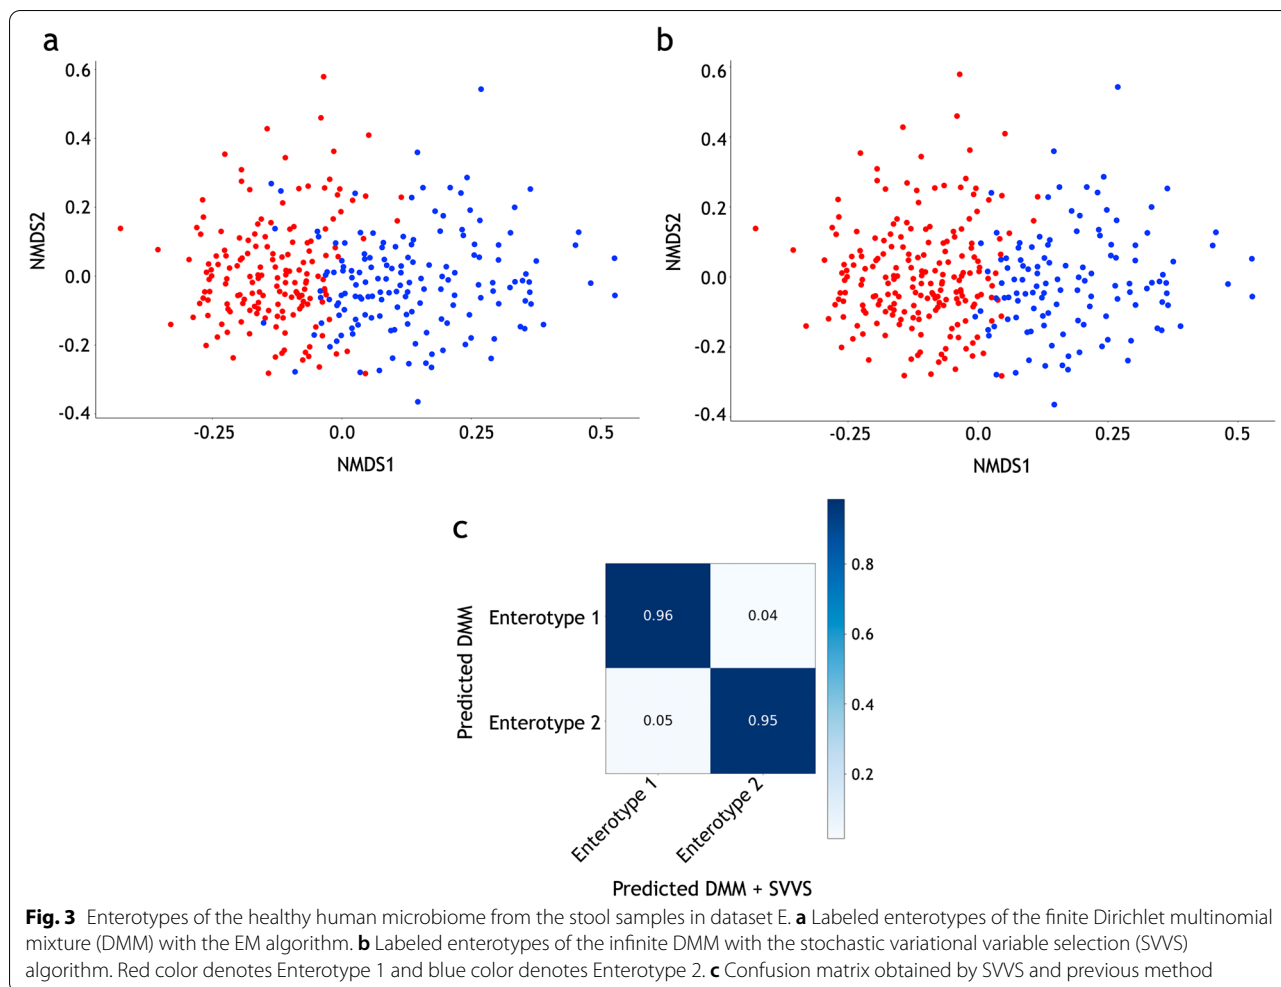 a
b
0.6
0.4
0.2
0.0
-0.2
-0.4
NMDS2
-0.25
0.0
0.25
0.5
NMDS1
0.6
0.4
0.2
0.0
-0.2
-0.4
NMDS2
-0.25
0.0
0.25
0.5
NMDS1
c
Predicted DMM
Enterotype 1
Enterotype 2
0.96
0.04
0.05
0.95
0.8
0.6
0.4
0.2
Enterotype 1
Enterotype 2
Predicted DMM + SVVS
Fig. 3 Enterotypes of the healthy human microbiome from the stool samples in dataset E. a Labeled enterotypes of the finite Dirichlet multinomial
mixture (DMM) with the EM algorithm. b Labeled enterotypes of the infinite DMM with the stochastic variational variable selection (SVVS)
algorithm. Red color denotes Enterotype 1 and blue color denotes Enterotype 2. c Confusion matrix obtained by SVVS and previous method